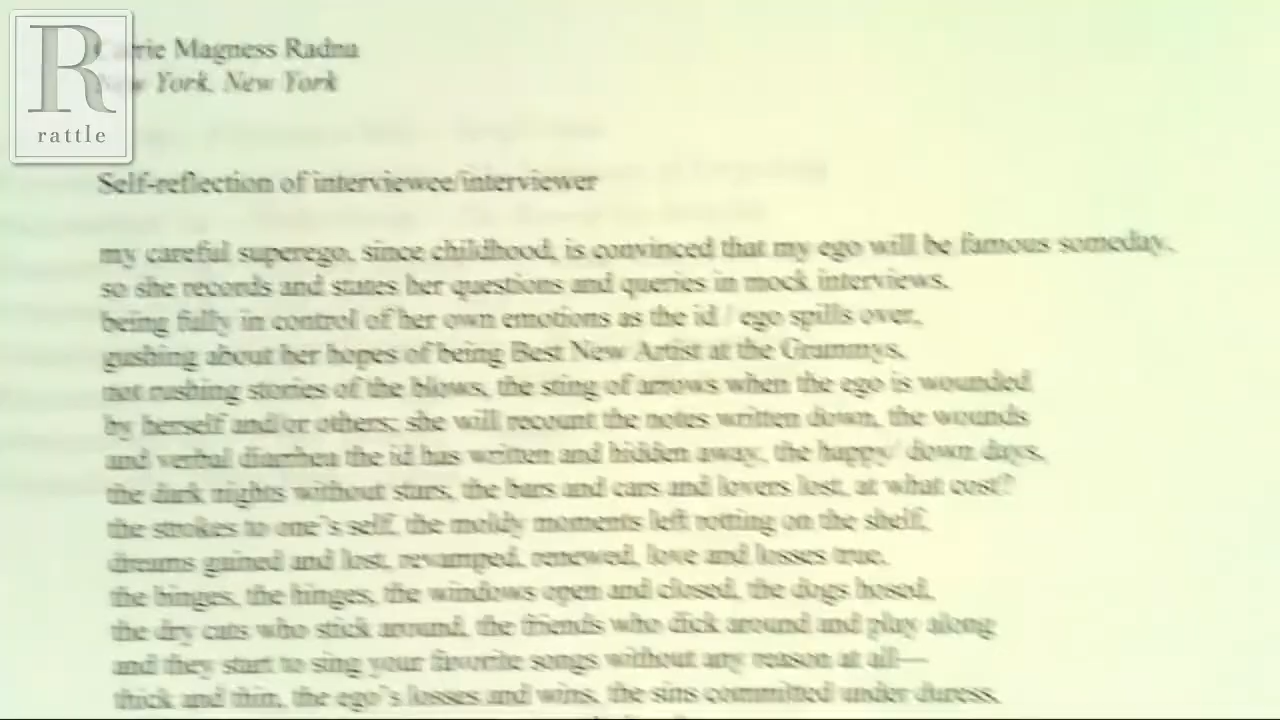 R
rattle
Carrie Magness Radna
New York, New York
Self-reflection of interviewee/interviewer
my careful superego, since childhood, is convinced that my ego will be famous someday,
so she records and states her questions and queries in mock interviews,
being fully in control of her own emotions as the id / ego spills over,
gushing about her hopes of being Best New Artist at the Grammys,
not rushing stories of the blows, the sting of arrows when the ego is wounded
by herself and/or others; she will recount the notes written down, the wounds
and verbal diarrhea the id has written and hidden away, the happy/ down days,
the dark nights without stars, the bars and cars and lovers lost, at what cost?
the strokes to one's self, the moldy moments left rotting on the shelf,
dreams gained and lost, revamped, renewed, love and losses true,
the hinges, the hinges, the windows open and closed, the dogs hosed,
the dry cats who stick around, the friends who dick around and play along
and they start to sing your favorite songs without any reason at all—
thick and thin, the ego's losses and wins, the sins committed under duress,